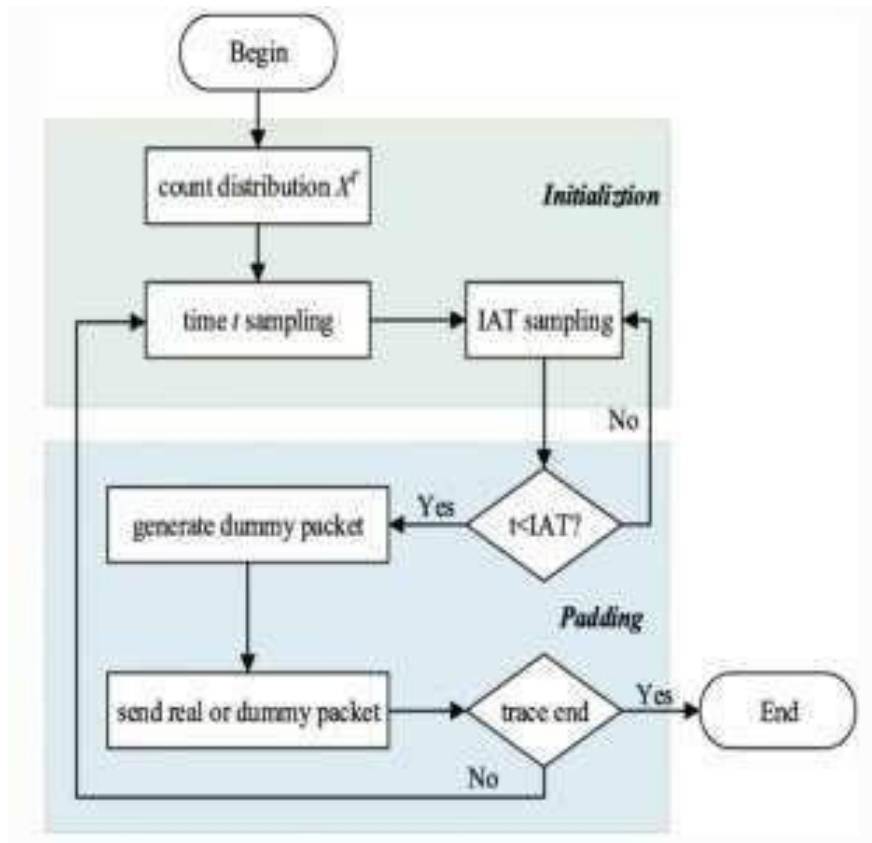 Begin
count distribution X^f
Initializtion
time t sampling
IAT sampling
No
Yes
generate dummy packet
t<IAT?
Padding
send real or dummy packet
trace end
Yes
End
No